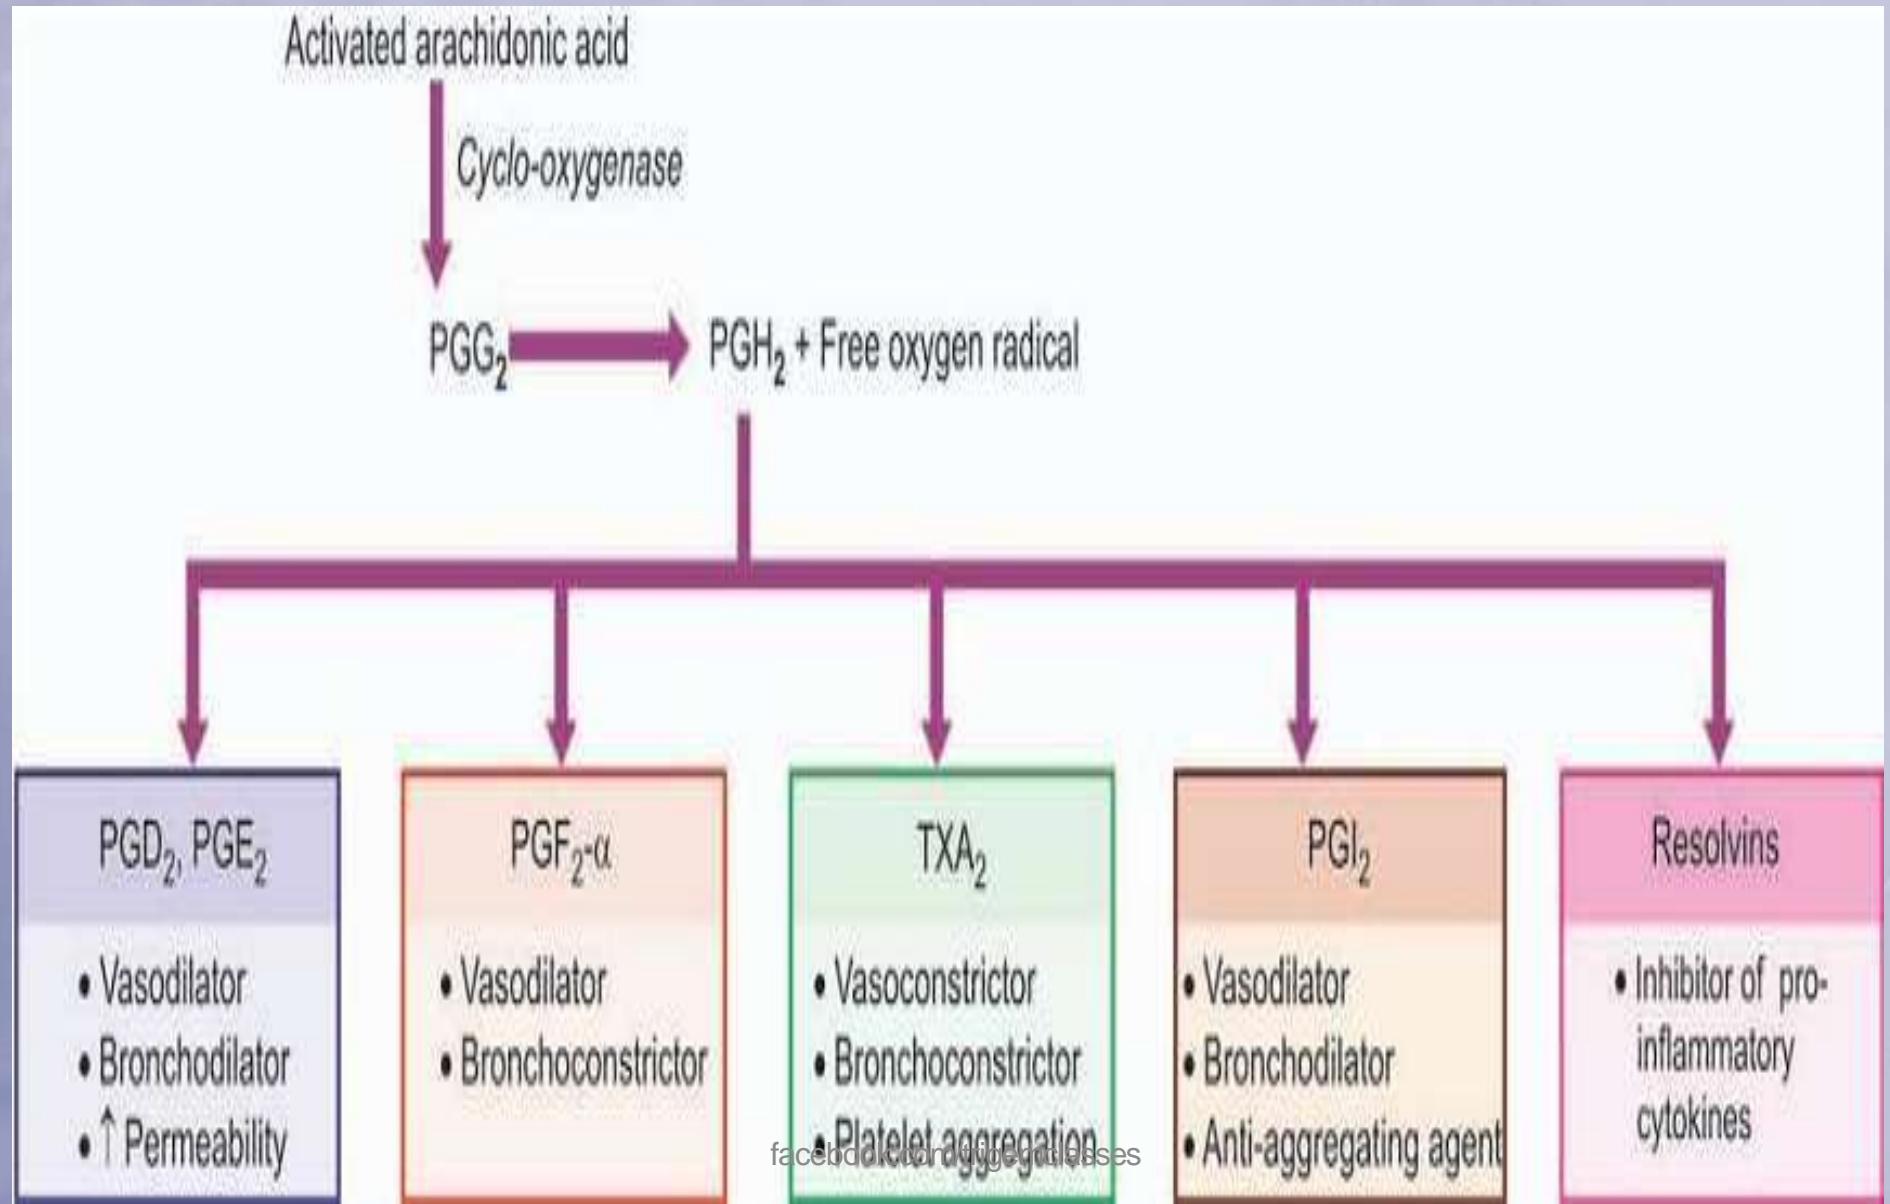 Activated arachidonic acid
Cyclo-oxygenase
PGG₂
PGH₂ + Free oxygen radical
PGD₂, PGE₂
• Vasodilator
• Bronchodilator
• ↑ Permeability
PGF₂-α
• Vasodilator
• Bronchoconstrictor
TXA₂
• Vasoconstrictor
• Bronchoconstrictor
• Platelet aggregation
PGI₂
• Vasodilator
• Bronchodilator
• Anti-aggregating agent
Resolvins
• Inhibitor of pro-
inflammatory
cytokines